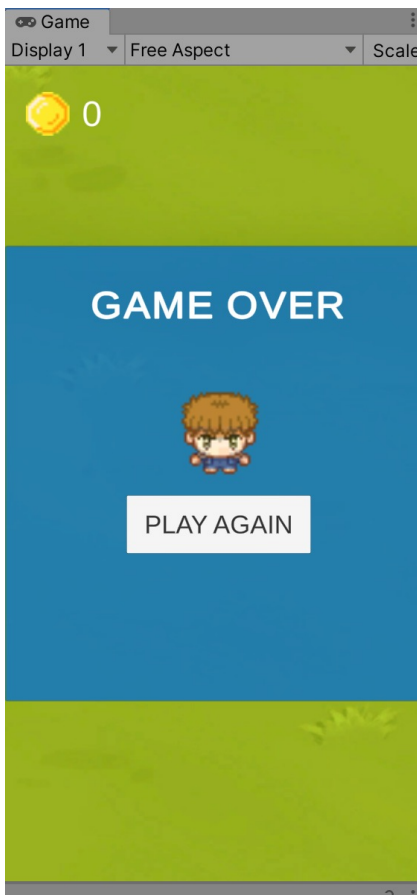 Game
Display 1 Free Aspect Scale
0
GAME OVER
PLAY AGAIN